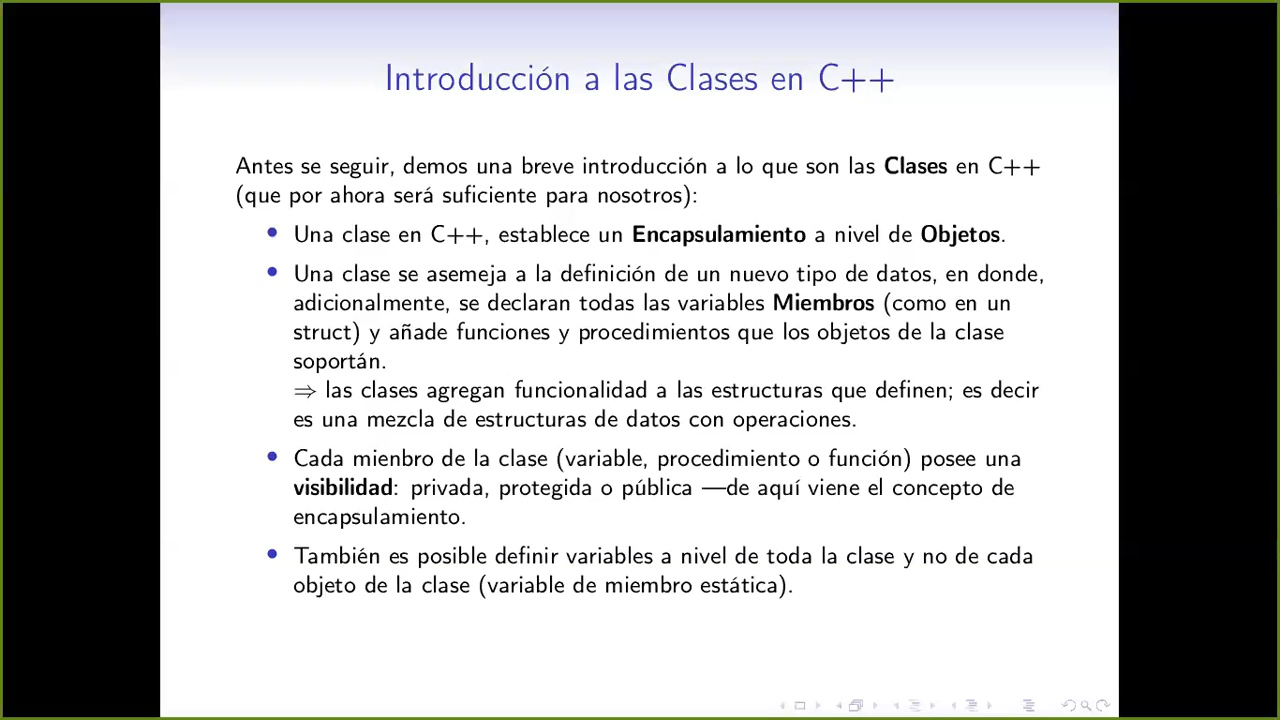 Introducción a las Clases en C++
Antes se seguir, demos una breve introducción a lo que son las Clases en C++
(que por ahora será suficiente para nosotros):
• Una clase en C++, establece un Encapsulamiento a nivel de Objetos.
• Una clase se asemeja a la definición de un nuevo tipo de datos, en donde,
adicionalmente, se declaran todas las variables Miembros (como en un
struct) y añade funciones y procedimientos que los objetos de la clase
soportán.
⇒ las clases agregan funcionalidad a las estructuras que definen; es decir
es una mezcla de estructuras de datos con operaciones.
• Cada mienbro de la clase (variable, procedimiento o función) posee una
visibilidad: privada, protegida o pública —de aquí viene el concepto de
encapsulamiento.
• También es posible definir variables a nivel de toda la clase y no de cada
objeto de la clase (variable de miembro estática).